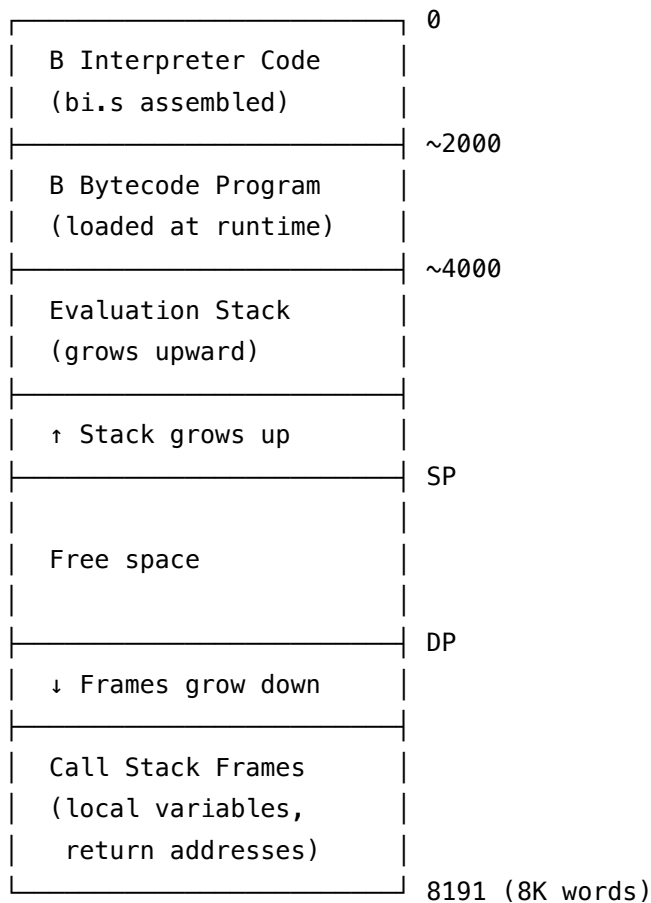 0
B Interpreter Code
(bi.s assembled)
~2000
B Bytecode Program
(loaded at runtime)
~4000
Evaluation Stack
(grows upward)
↑ Stack grows up
SP
Free space
DP
↓ Frames grow down
Call Stack Frames
(local variables,
return addresses)
8191 (8K words)